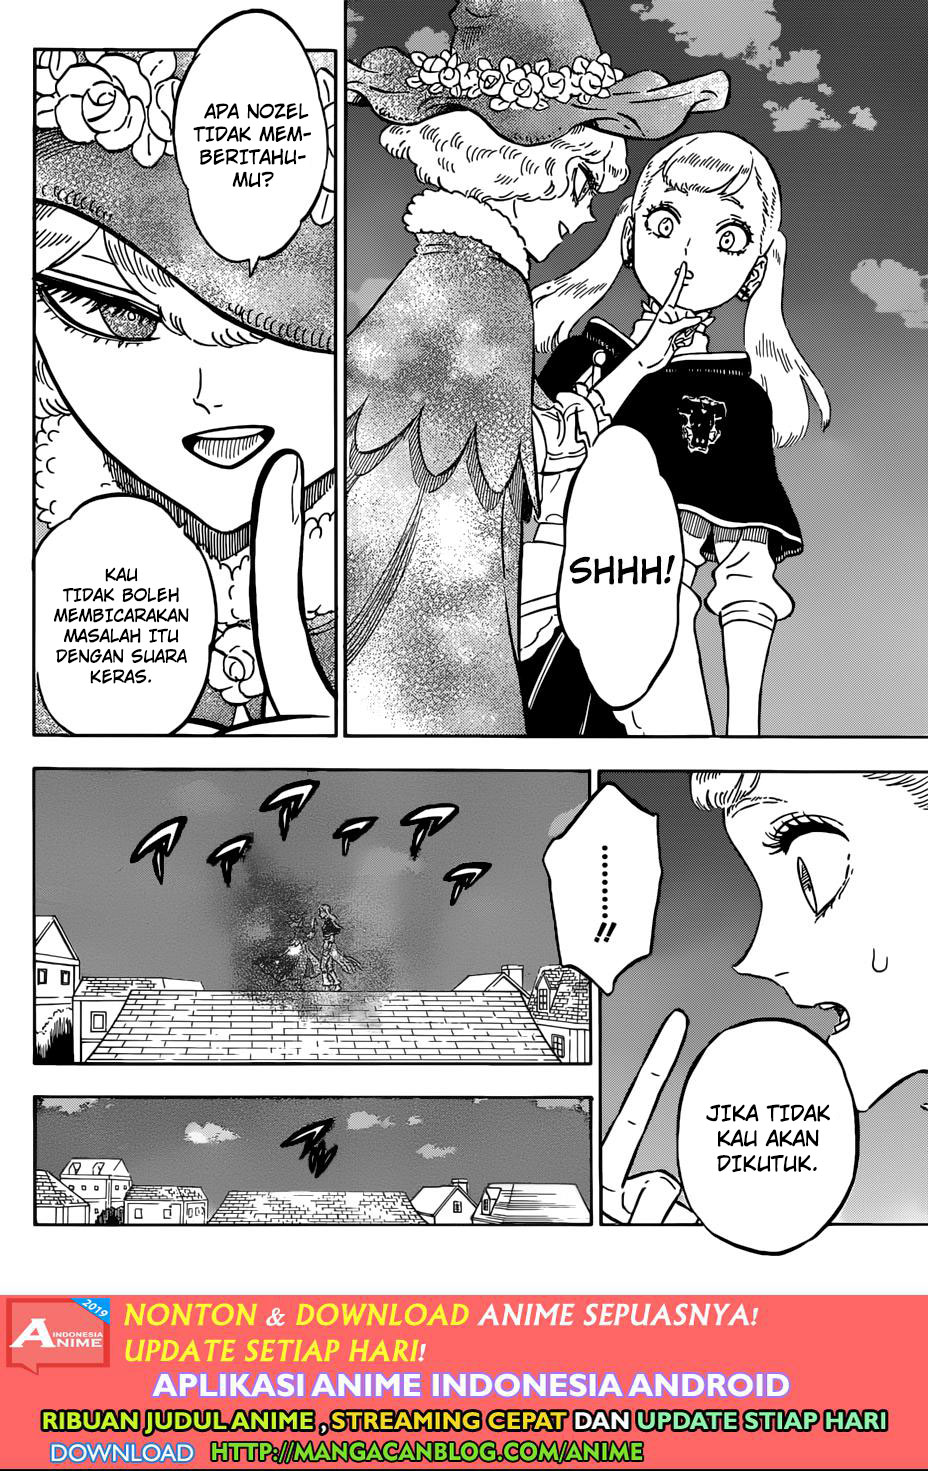 SHHH!
APA NOZEL
TIDAK MEM-
BERITAHU-
MU?
KAU
TIDAK BOLEH
MEMBICARAKAN
MASALAH ITU
DENGAN SUARA
KERAS.
.........!!
JIKA TIDAK
KAU AKAN
DIKUTUK.
2019
INDONESIA
ANIME
NONTON & DOWNLOAD ANIME SEPUASNYA!
UPDATE SETIAP HARI!
APLIKASI ANIME INDONESIA ANDROID
RIBUAN JUDUL ANIME , STREAMING CEPAT DAN UPDATE STIAP HARI
DOWNLOAD HTTP://MANGACANBLOG.COM/ANIME